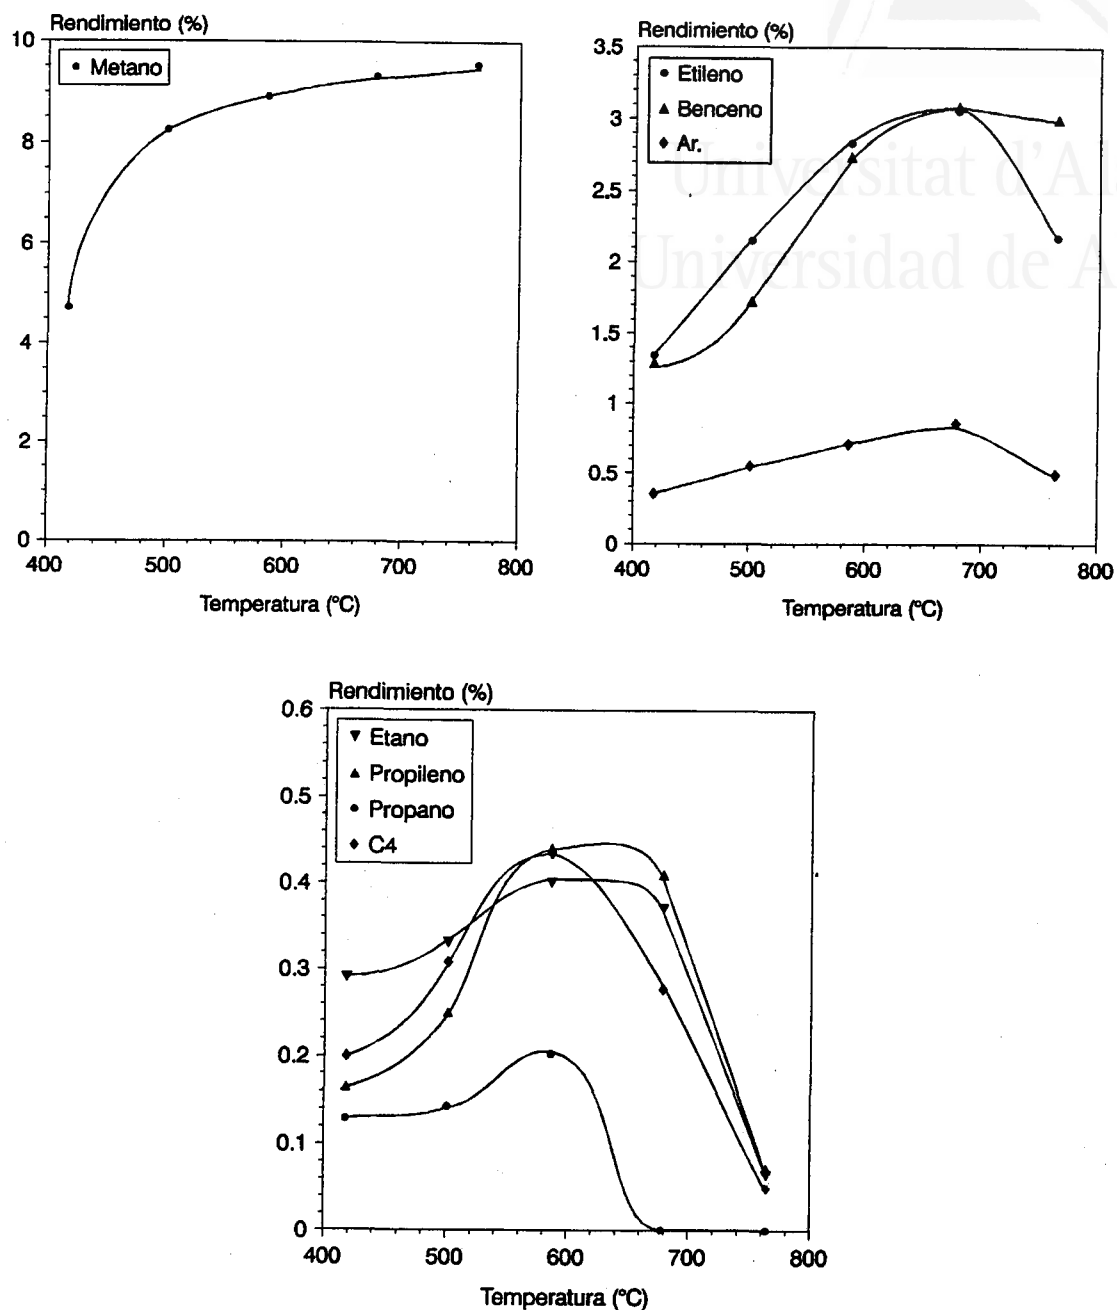 Rendimiento (%)
10
8
6
4
2
0
Metano
400 500 600 700 800
Temperatura (°C)
Rendimiento (%)
3.5
3
2.5
2
1.5
1
0.5
0
Etileno
Benceno
Ar.
400 500 600 700 800
Temperatura (°C)
Universitat d'Al
Universidad de A
Rendimiento (%)
0.6
0.5
0.4
0.3
0.2
0.1
0
Etano
Propileno
Propano
C4
400 500 600 700 800
Temperatura (°C)